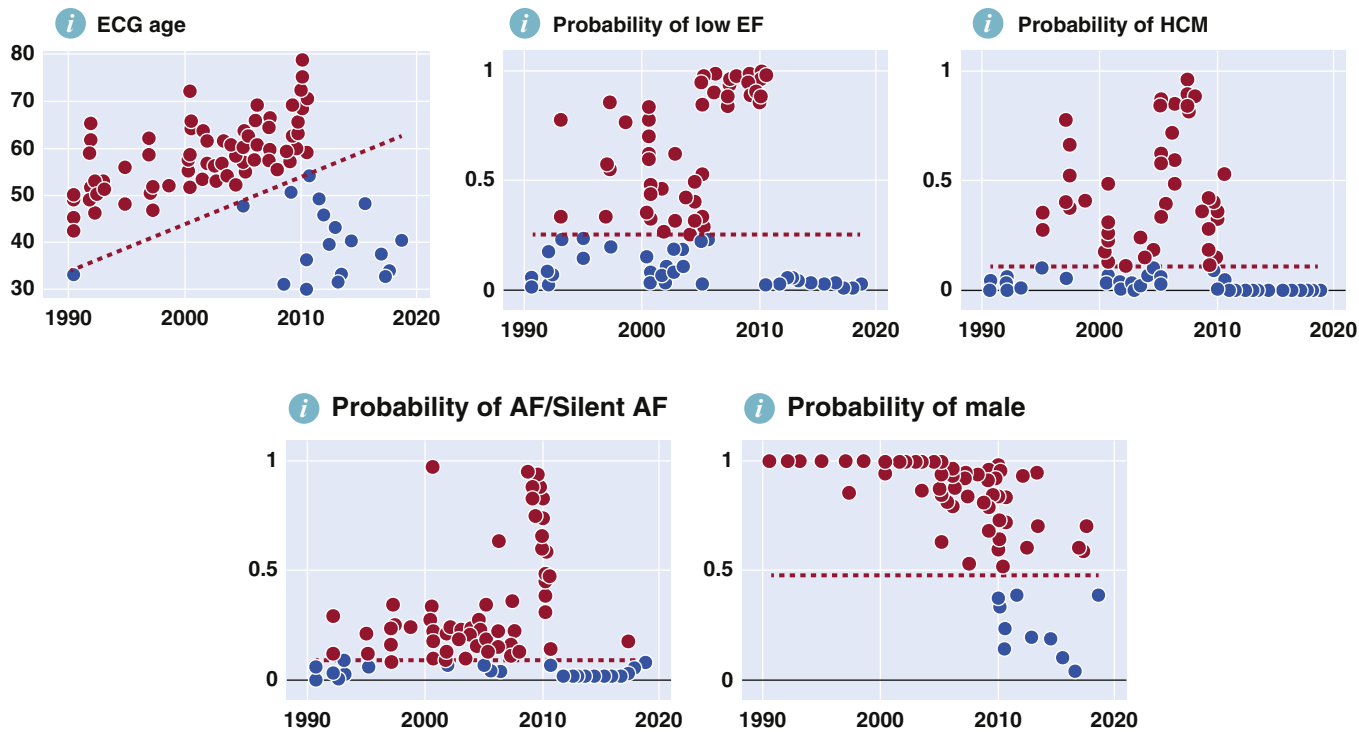 i ECG age
80
70
60
50
40
30
1990 2000 2010 2020
i Probability of low EF
1
0.5
0
1990 2000 2010 2020
i Probability of HCM
1
0.5
0
1990 2000 2010 2020
i Probability of AF/Silent AF
1
0.5
0
1990 2000 2010 2020
i Probability of male
1
0.5
0
1990 2000 2010 2020